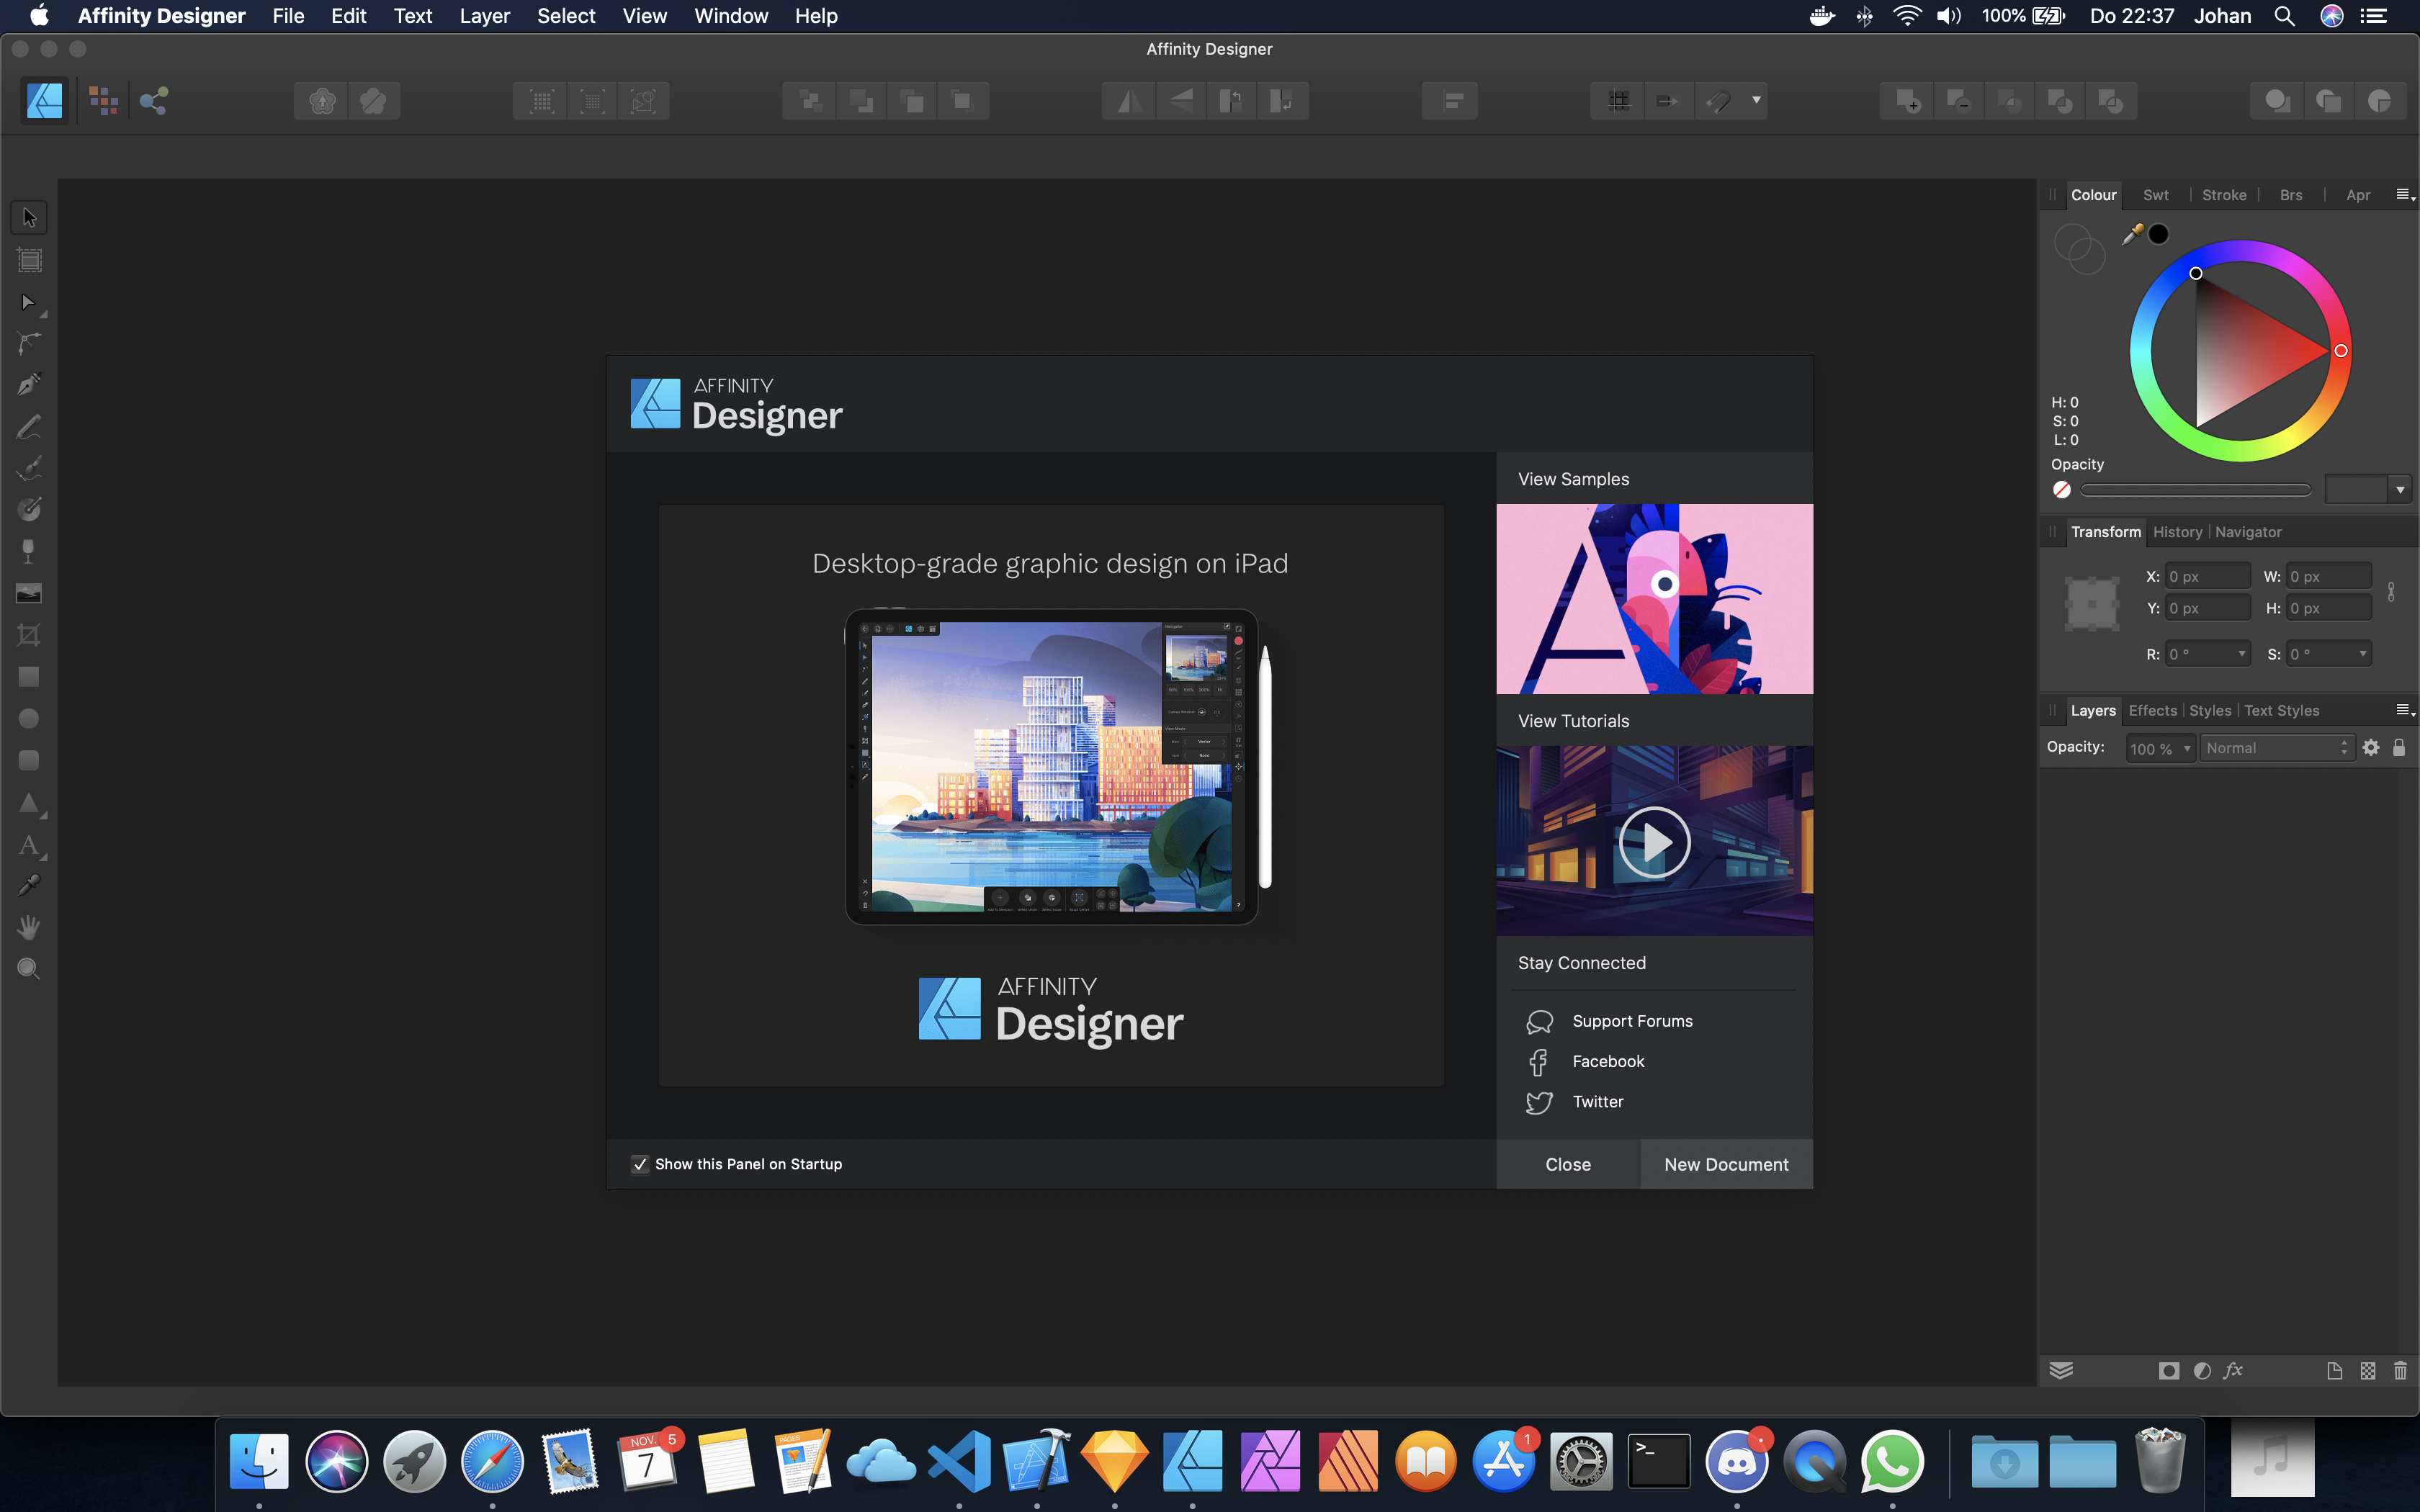 Affinity Designer File Edit Text Layer Select View Window Help 100% Do 22:37 Johan
Affinity Designer
Colour Swt Stroke Brs Apr
H: 0
S: 0
L: 0
Opacity
Transform History Navigator
X: 0 px W: 0 px
Y: 0 px H: 0 px
R: 0 ° S: 0 °
Layers Effects Styles Text Styles
Opacity: 100 % Normal
fx
AFFINITY
Designer
Desktop-grade graphic design on iPad
AFFINITY
Designer
View Samples
View Tutorials
Stay Connected
Support Forums
Facebook
Twitter
Show this Panel on Startup
Close New Document
NOV. 5
7
PAGES
1
>_